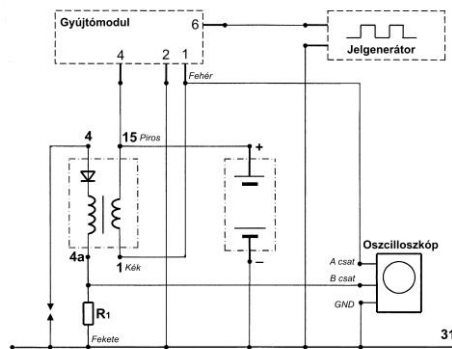 Gyújtómodul
6
4 2 1
Jelgenerátor
Fehér
4 15 Piros
+
Oszcilloszkóp
A csat
4a
1 Kék
–
B csat
R1
GND
31
Fekete